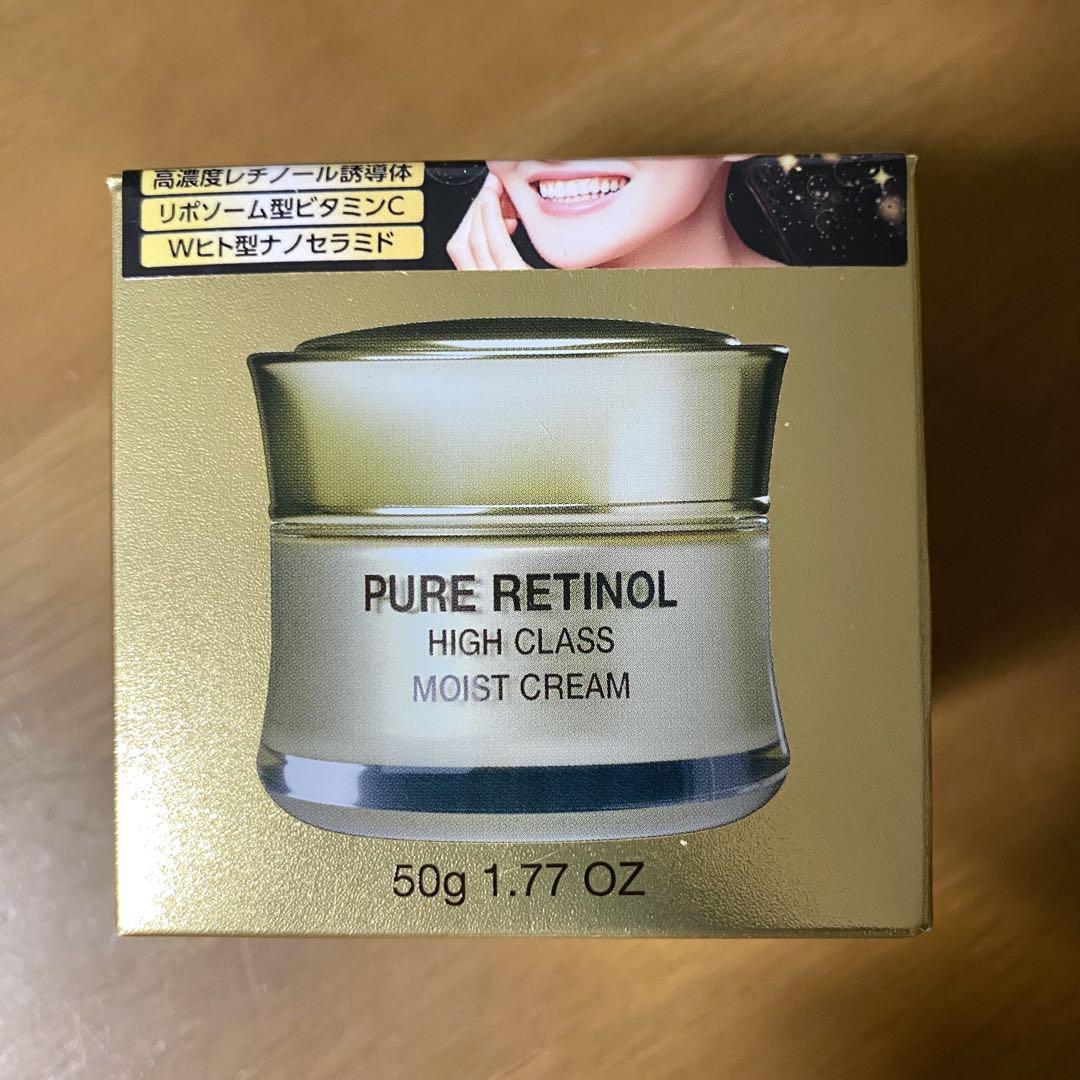 高濃度レチノール誘導体
リポソーム型ビタミンC
Wヒト型ナノセラミド
PURE RETINOL
HIGH CLASS
MOIST CREAM
50g 1.77 OZ